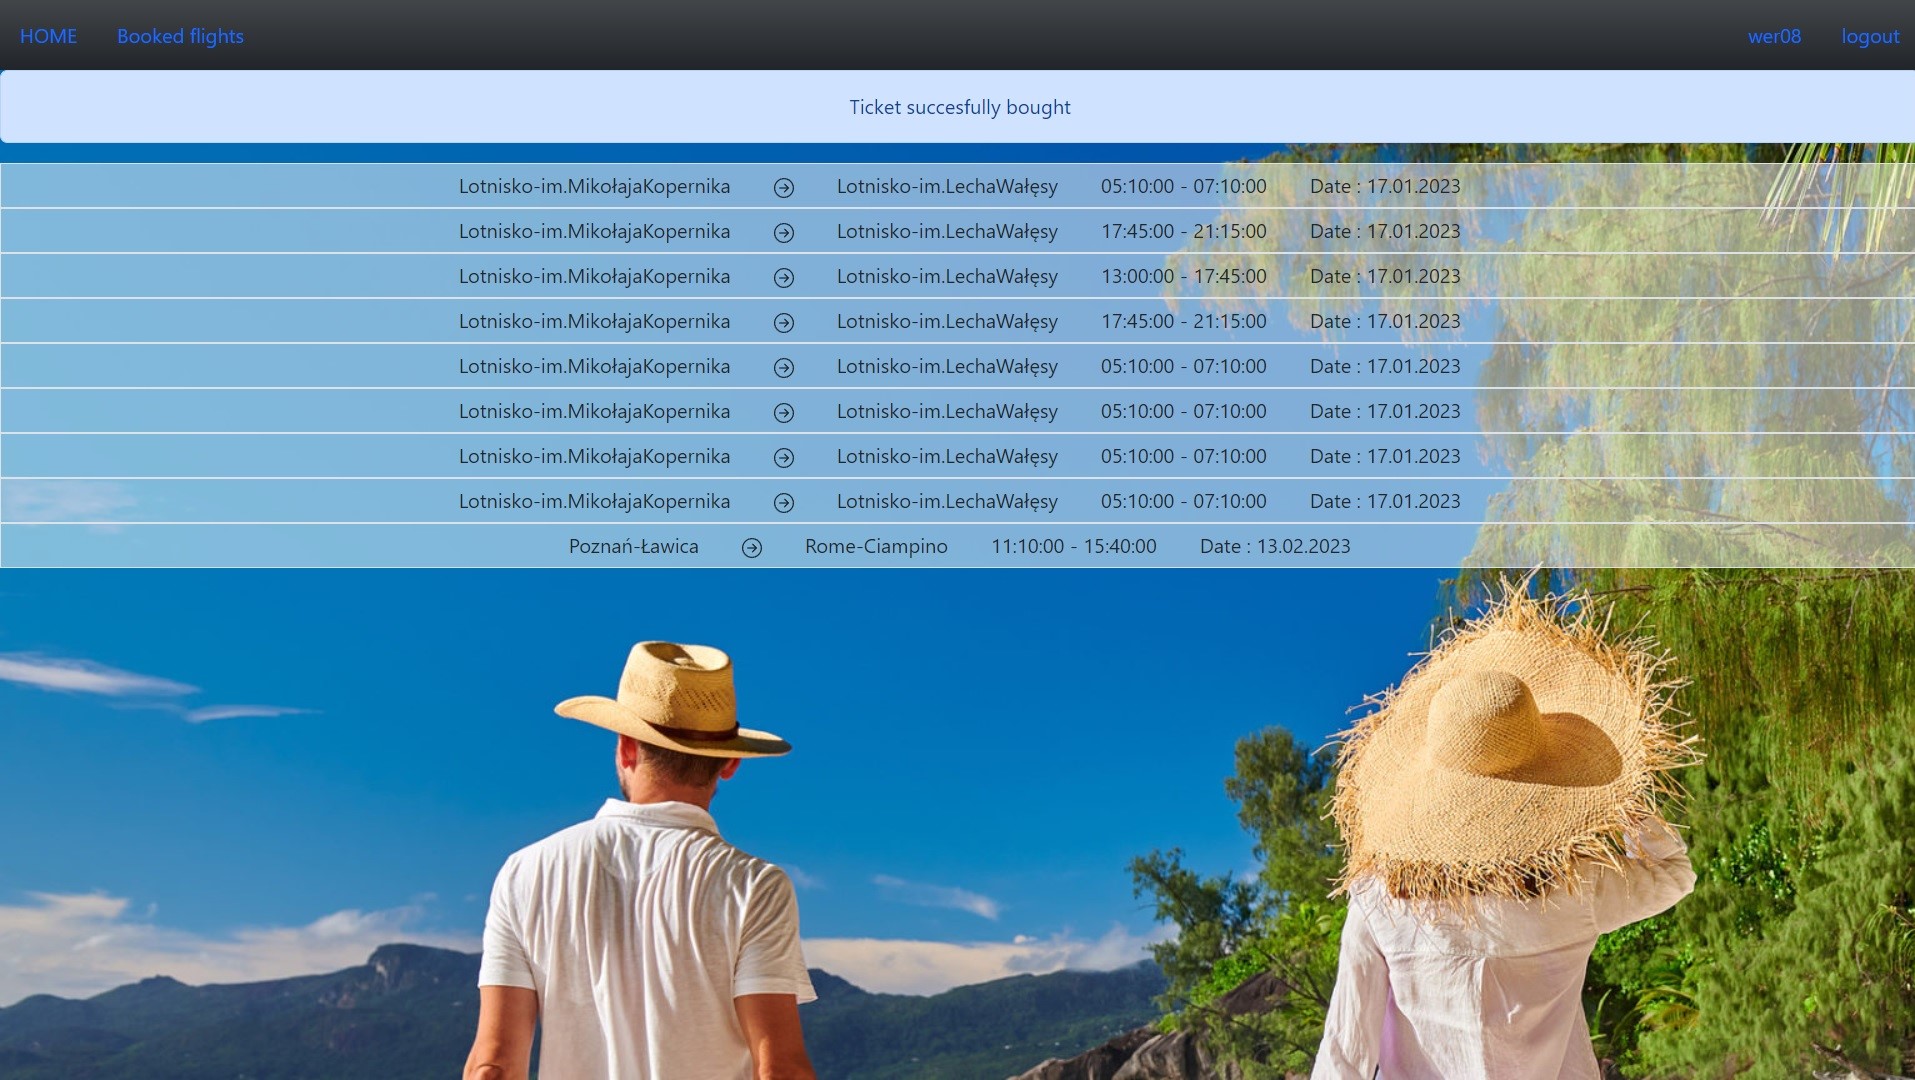 HOME Booked flights wer08 logout
Ticket succesfully bought
Lotnisko-im.MikołajaKopernika Lotnisko-im.LechaWałęsy 05:10:00 - 07:10:00 Date : 17.01.2023
Lotnisko-im.MikołajaKopernika Lotnisko-im.LechaWałęsy 17:45:00 - 21:15:00 Date : 17.01.2023
Lotnisko-im.MikołajaKopernika Lotnisko-im.LechaWałęsy 13:00:00 - 17:45:00 Date : 17.01.2023
Lotnisko-im.MikołajaKopernika Lotnisko-im.LechaWałęsy 17:45:00 - 21:15:00 Date : 17.01.2023
Lotnisko-im.MikołajaKopernika Lotnisko-im.LechaWałęsy 05:10:00 - 07:10:00 Date : 17.01.2023
Lotnisko-im.MikołajaKopernika Lotnisko-im.LechaWałęsy 05:10:00 - 07:10:00 Date : 17.01.2023
Lotnisko-im.MikołajaKopernika Lotnisko-im.LechaWałęsy 05:10:00 - 07:10:00 Date : 17.01.2023
Lotnisko-im.MikołajaKopernika Lotnisko-im.LechaWałęsy 05:10:00 - 07:10:00 Date : 17.01.2023
Poznań-Ławica Rome-Ciampino 11:10:00 - 15:40:00 Date : 13.02.2023